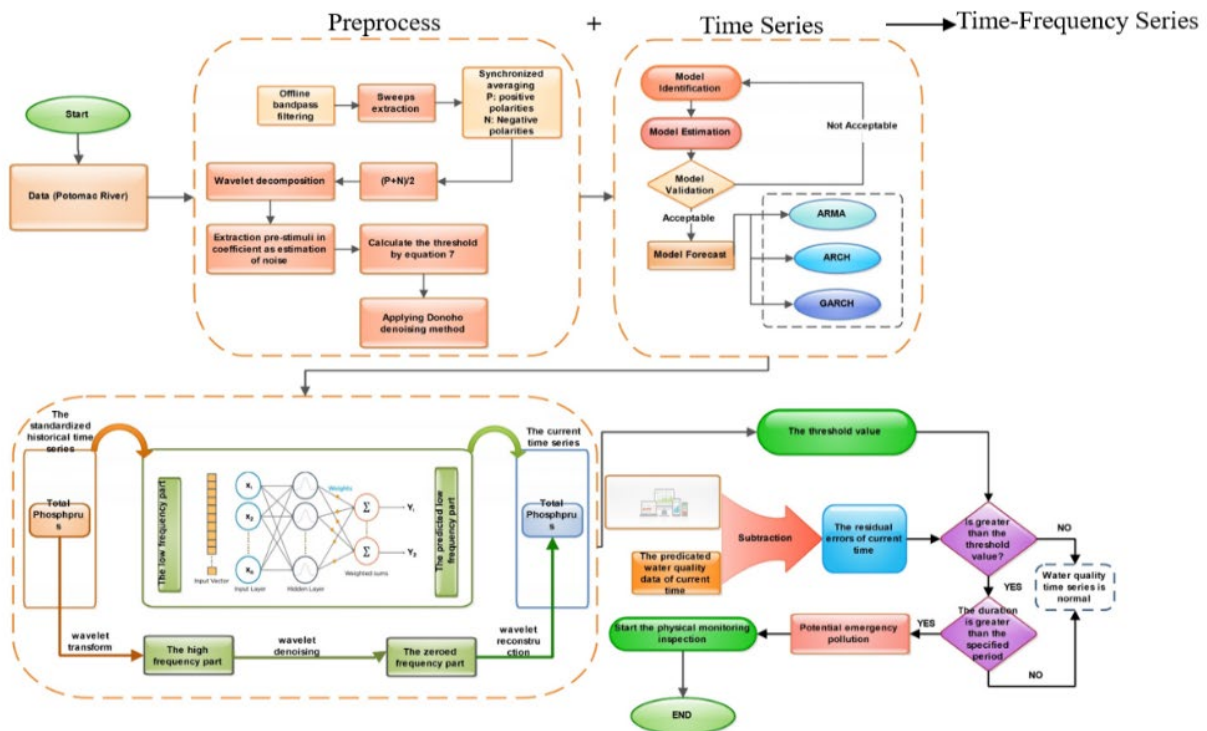 Preprocess
+
Time Series
Time-Frequency Series
Start
Data (Potomac River)
Offline
bandpass
filtering
Sweeps
extraction
Synchronized
averaging
P: positive
polarities
N: Negative
polarities
Wavelet decomposition
(P+N)/2
Extraction pre-stimuli in
coefficient as estimation
of noise
Calculate the threshold
by equation ?
Applying Donoho
denoising method
Model
Identification
Model Estimation
Model
Validation
Not Acceptable
Acceptable
Model Forecast
ARMA
ARCH
GARCH
The
standardized
historical time
series
Total
Phosphpru
s
The low frequency part
Input Vector
X₁
X₂
Xₙ
Input Layer
Hidden Layer
Weights
Σ
Σ
Weighted sums
Y₁
Y₂
The predicted low
frequency part
The current
time series
Total
Phosphpru
s
wavelet
transform
The high
frequency part
wavelet
denoising
The zeroed
frequency part
wavelet
reconstru
ction
The threshold value
The predicated
water quality
data of current
time
Subtraction
The residual
errors of current
time
Is greater
than the
threshold
value?
NO
Water quality
time series is
normal
YES
The duration
is greater
than the
specified
period
NO
YES
Potential emergency
pollution
Start the physical monitoring
inspection
END